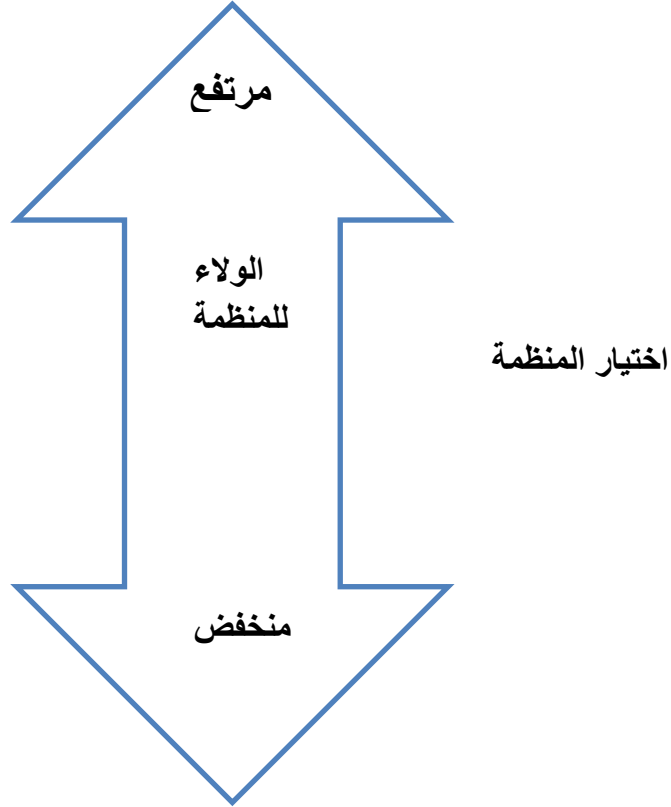 مرتفع
الولاء
للمنظمة
اختيار المنظمة
منخفض